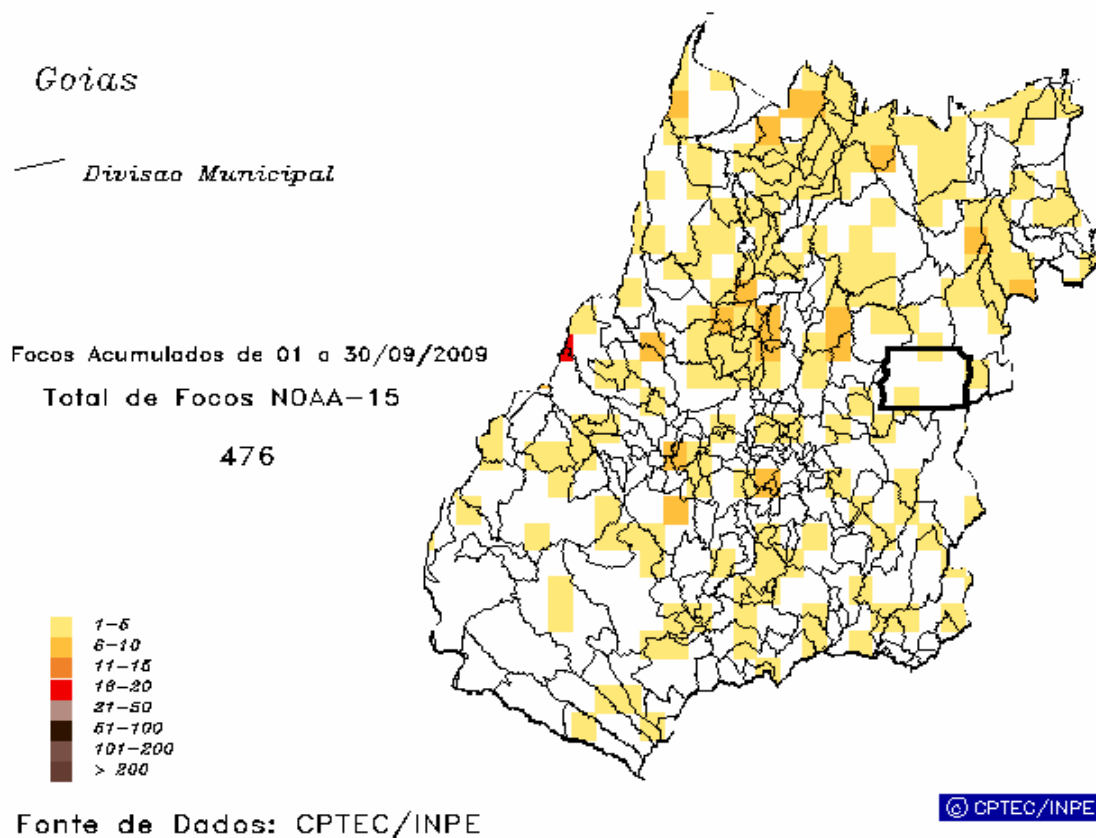 Goias
Divisao Municipal
Focos Acumulados de 01 a 30/09/2009
Total de Focos NOAA-15
476
1-5
6-10
11-15
16-20
21-50
51-100
101-200
> 200
Fonte de Dados: CPTEC/INPE
© CPTEC/INPE